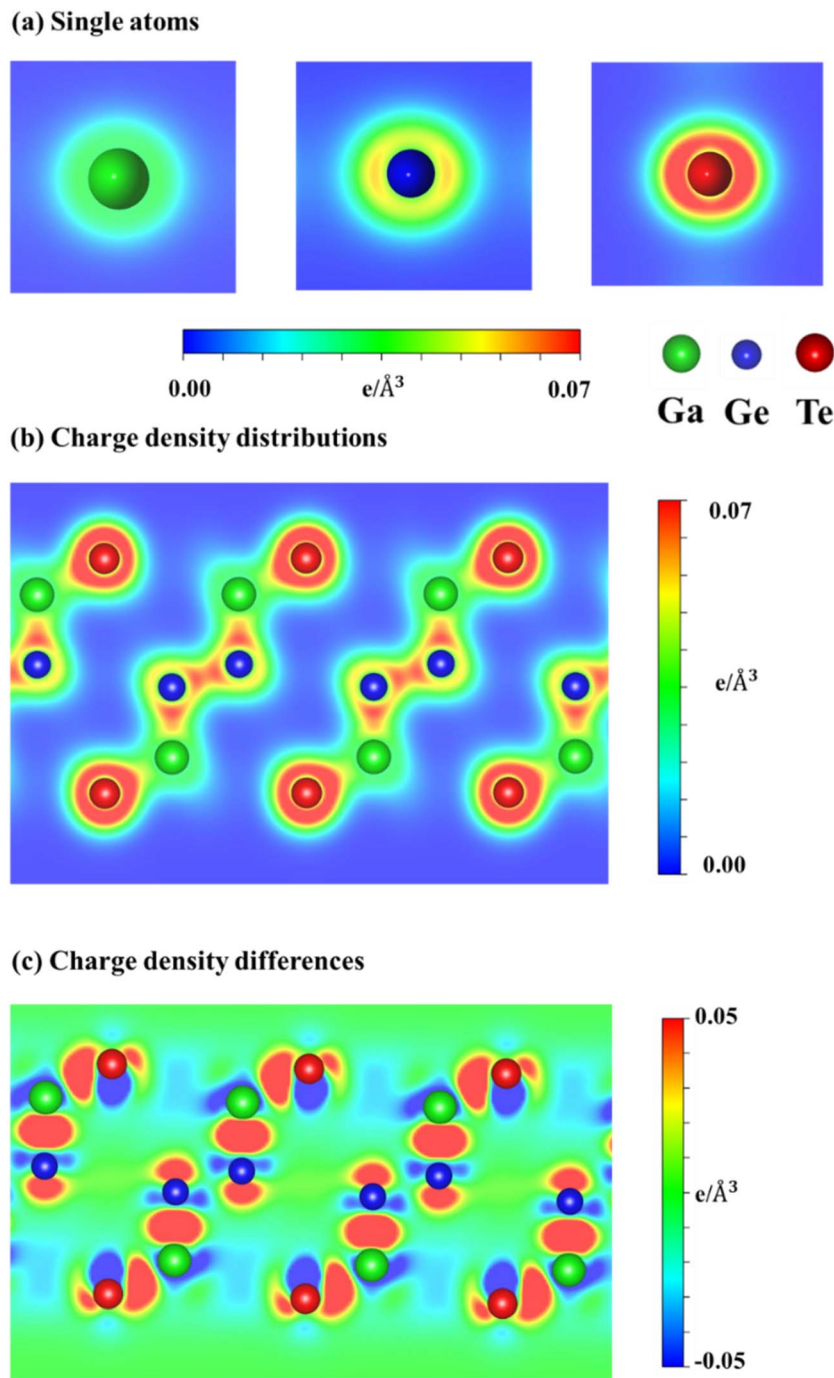 (a) Single atoms
0.00 e/Å³ 0.07
Ga Ge Te
(b) Charge density distributions
0.07
e/Å³
0.00
(c) Charge density differences
0.05
e/Å³
-0.05